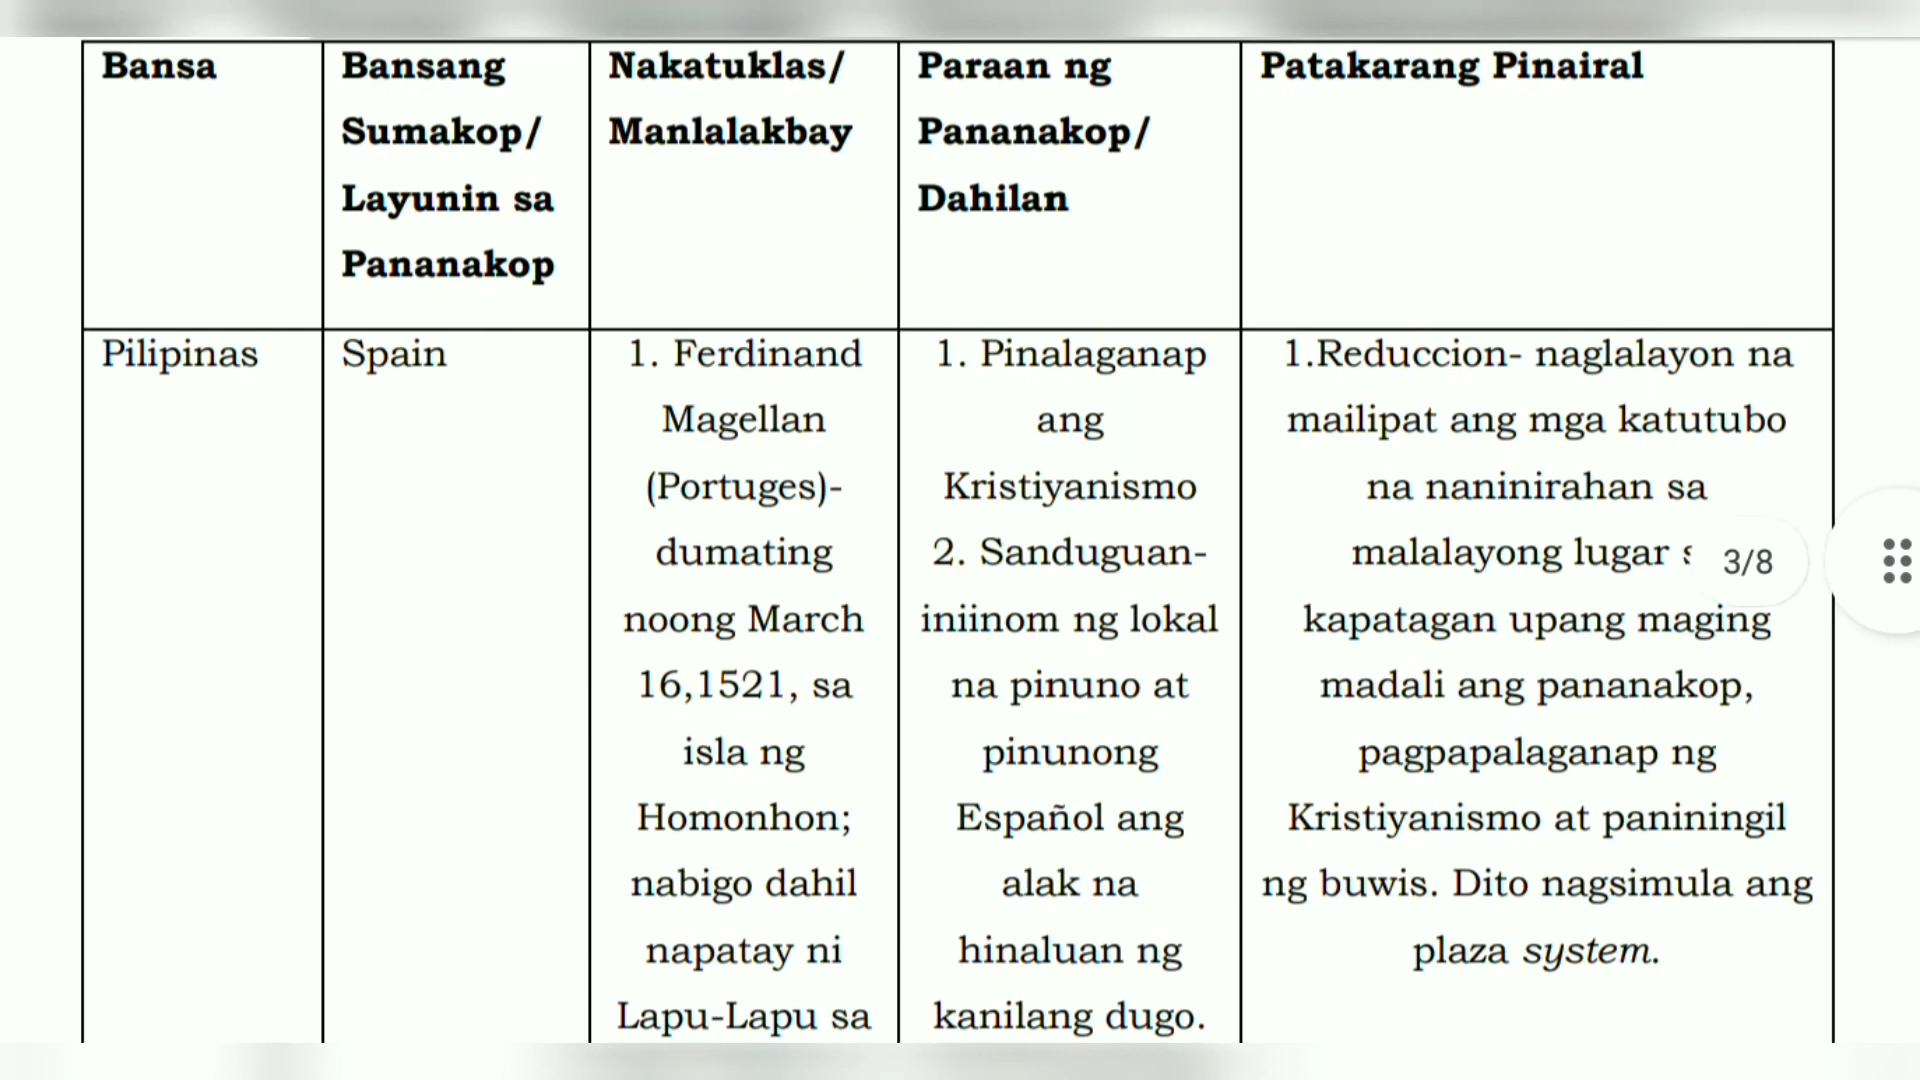 Bansa
Bansang
Sumakop/
Layunin sa
Pananakop
Nakatuklas/
Manlalakbay
Paraan ng
Pananakop/
Dahilan
Patakarang Pinairal
Pilipinas
Spain
1. Ferdinand
Magellan
(Portuges)-
dumating
noong March
16,1521, sa
isla ng
Homonhon;
nabigo dahil
napatay ni
Lapu-Lapu sa
1. Pinalaganap
ang
Kristiyanismo
2. Sanduguan-
iniinom ng lokal
na pinuno at
pinunong
Español ang
alak na
hinaluan ng
kanilang dugo.
1.Reduccion- naglalayon na
mailipat ang mga katutubo
na naninirahan sa
malalayong lugar
kapatagan upang maging
madali ang pananakop,
pagpapalaganap ng
Kristiyanismo at paniningil
ng buwis. Dito nagsimula ang
plaza system.
3/8